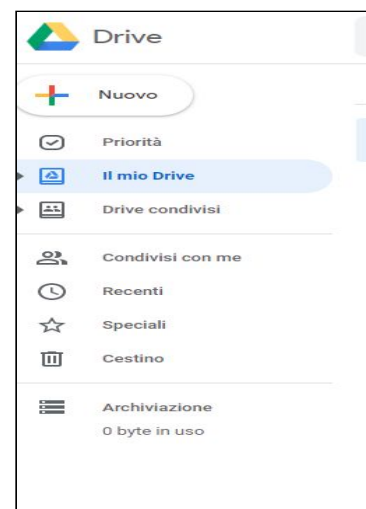 Drive
Nuovo
Priorità
Il mio Drive
Drive condivisi
Condivisi con me
Recenti
Speciali
Cestino
Archiviazione
0 byte in uso